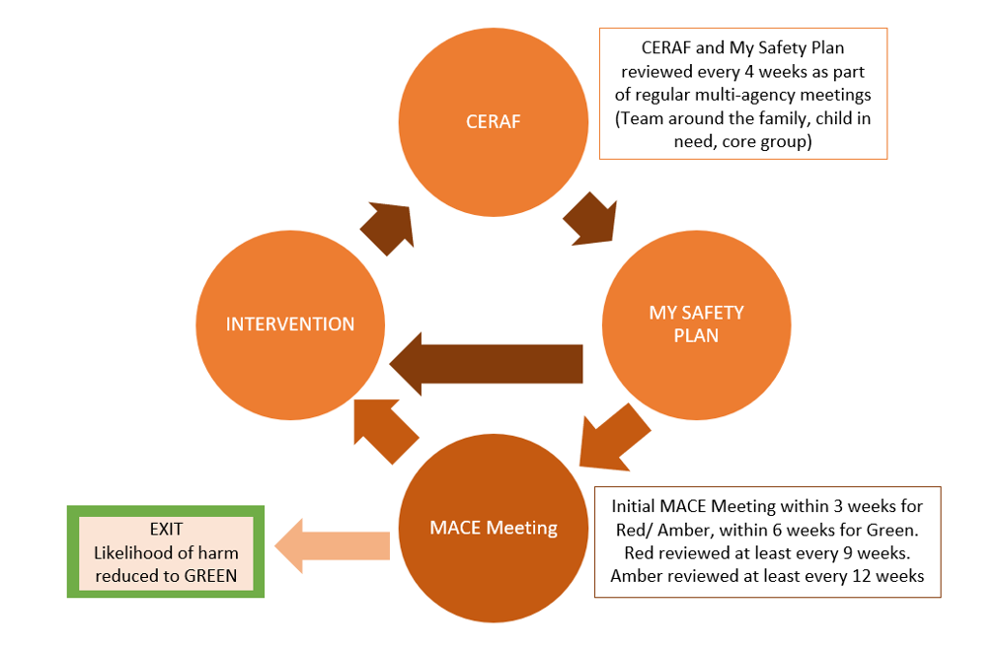 CERAF
CERAF and My Safety Plan
reviewed every 4 weeks as part
of regular multi-agency meetings
(Team around the family, child in
need, core group)
INTERVENTION
MY SAFETY
PLAN
MACE Meeting
Initial MACE Meeting within 3 weeks for
Red/ Amber, within 6 weeks for Green.
Red reviewed at least every 9 weeks.
Amber reviewed at least every 12 weeks
EXIT
Likelihood of harm
reduced to GREEN